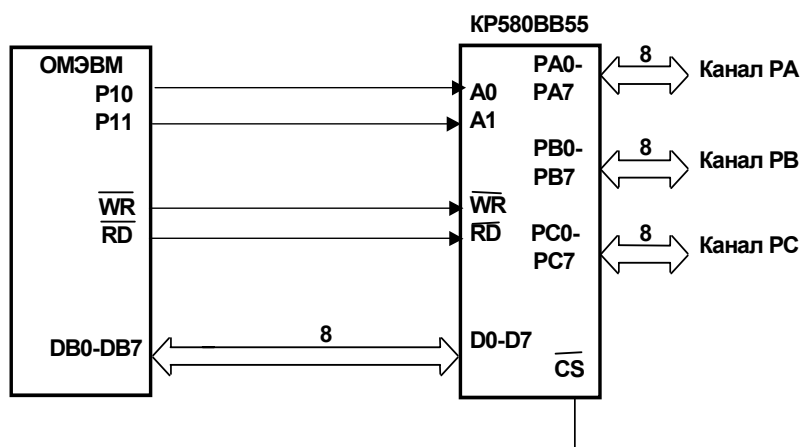 КР580ВВ55
ОМЭВМ
P10
P11
WR
RD
DB0-DB7
8
A0
A1
WR
RD
D0-D7
CS
PA0-
PA7
PB0-
PB7
PC0-
PC7
8
Канал PA
8
Канал PB
8
Канал PC